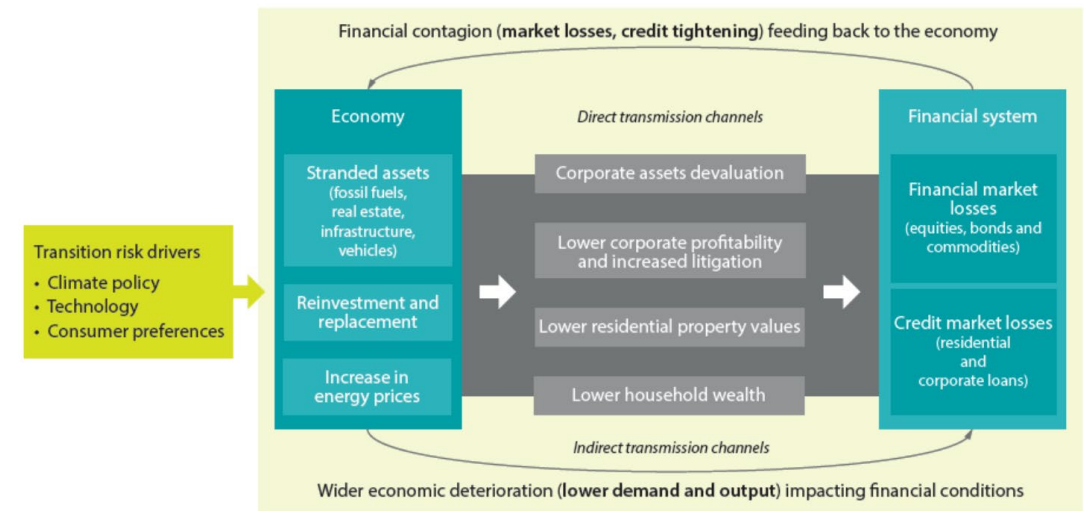 Financial contagion (market losses, credit tightening) feeding back to the economy
Economy
Direct transmission channels
Financial system
Stranded assets
(fossil fuels,
real estate,
infrastructure,
vehicles)
Corporate assets devaluation
Financial market
losses
(equities, bonds and
commodities)
Lower corporate profitability
and increased litigation
Transition risk drivers
• Climate policy
• Technology
• Consumer preferences
Reinvestment and
replacement
Lower residential property values
Credit market losses
(residential
and
corporate loans)
Increase in
energy prices
Lower household wealth
Indirect transmission channels
Wider economic deterioration (lower demand and output) impacting financial conditions